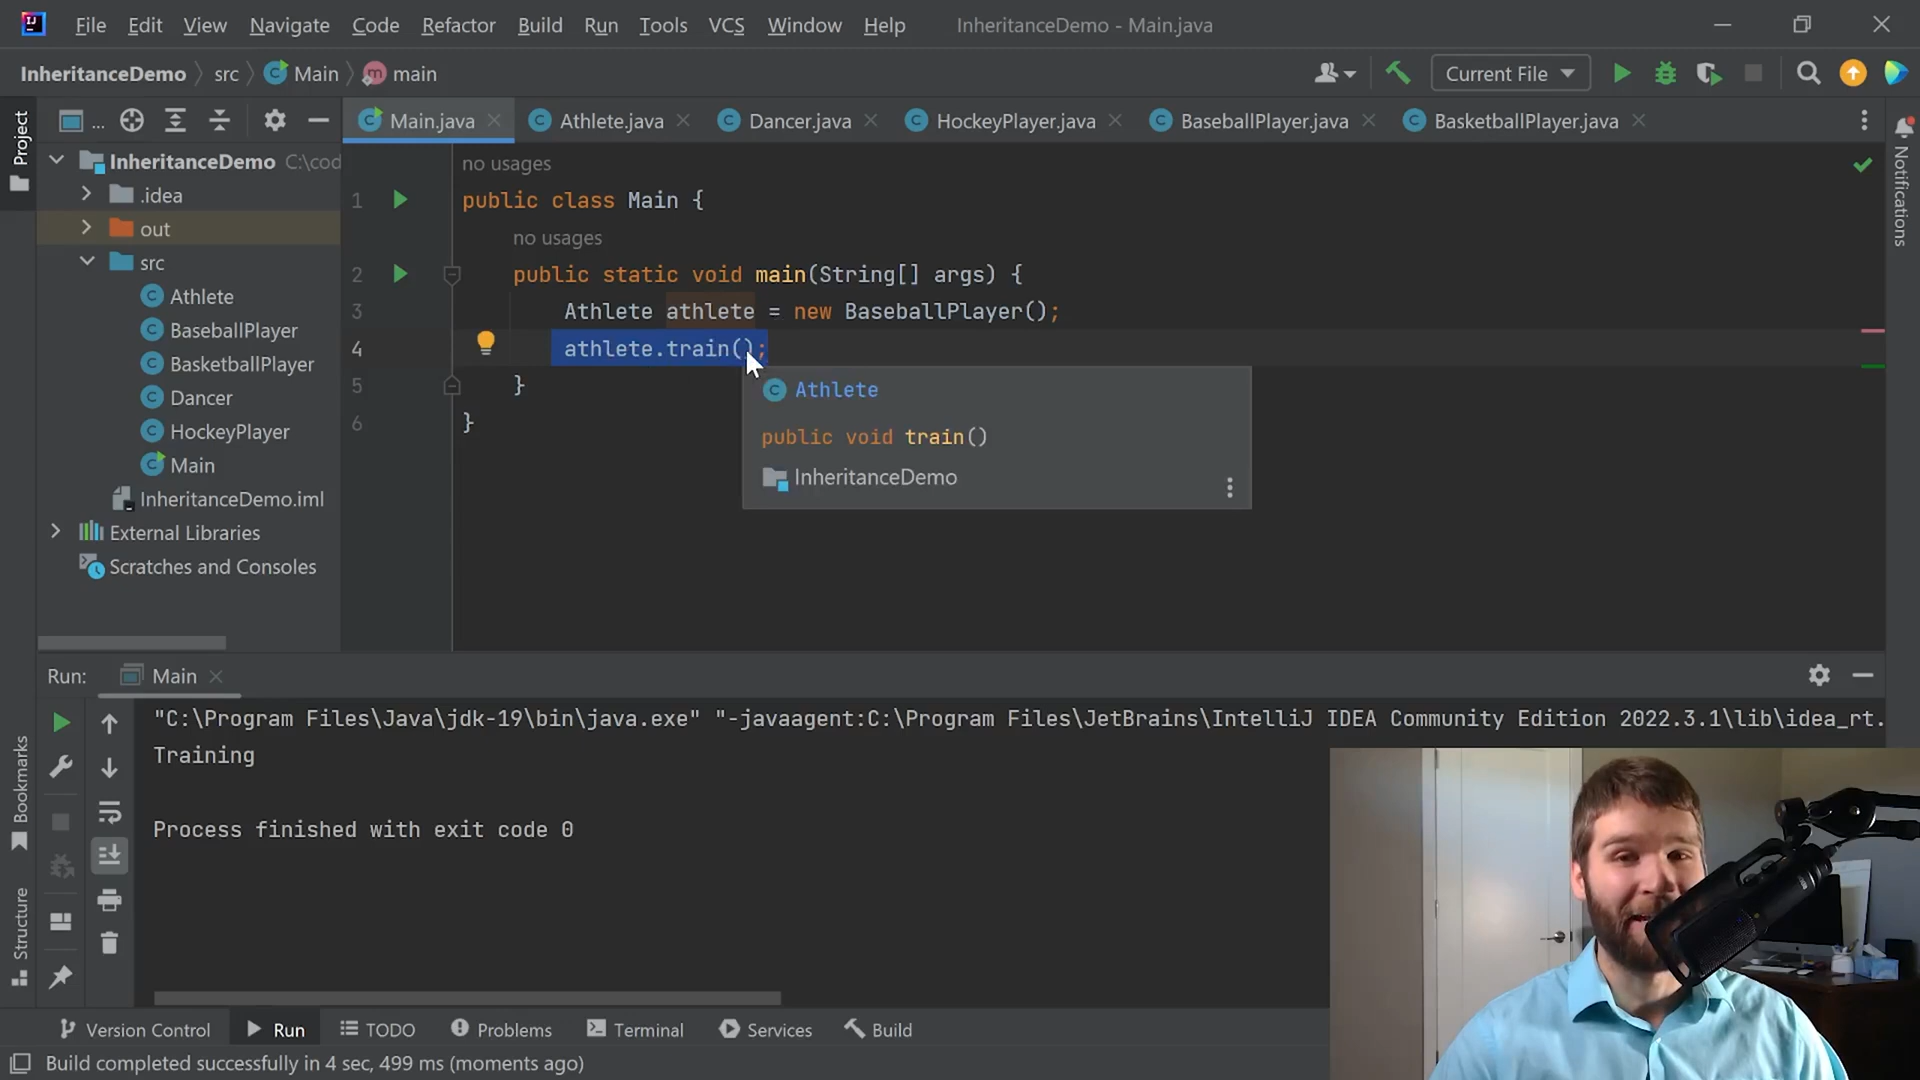 File Edit View Navigate Code Refactor Build Run Tools VCS Window Help InheritanceDemo - Main.java
InheritanceDemo src Main main
Current File
Project
...
Main.java Athlete.java Dancer.java HockeyPlayer.java BaseballPlayer.java BasketballPlayer.java
Notifications
InheritanceDemo C:\cod
.idea
out
src
Athlete
BaseballPlayer
BasketballPlayer
Dancer
HockeyPlayer
Main
InheritanceDemo.iml
External Libraries
Scratches and Consoles
no usages
1 public class Main {
no usages
2 public static void main(String[] args) {
3 Athlete athlete = new BaseballPlayer();
4 athlete.train();
5 }
6 }
Athlete
public void train()
InheritanceDemo
Run: Main
"C:\Program Files\Java\jdk-19\bin\java.exe" "-javaagent:C:\Program Files\JetBrains\IntelliJ IDEA Community Edition 2022.3.1\lib\idea_rt.
Training
Process finished with exit code 0
Bookmarks
Structure
Version Control Run TODO Problems Terminal Services Build
Build completed successfully in 4 sec, 499 ms (moments ago)